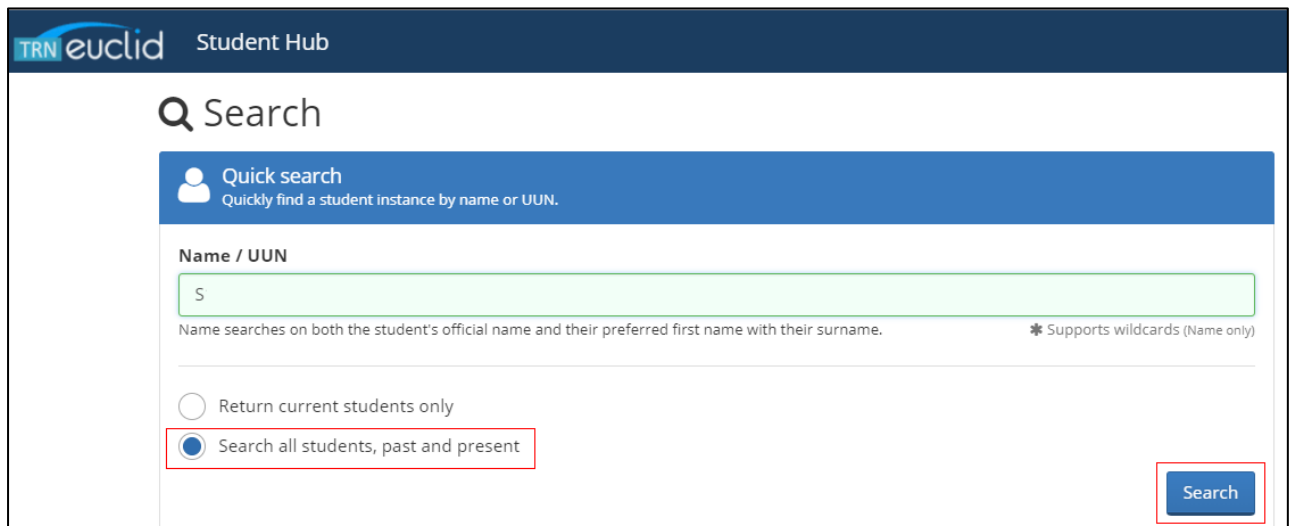 TRN euclid Student Hub
Search
Quick search
Quickly find a student instance by name or UUN.
Name / UUN
S
Name searches on both the student's official name and their preferred first name with their surname. ✱ Supports wildcards (Name only)
Return current students only
Search all students, past and present
Search